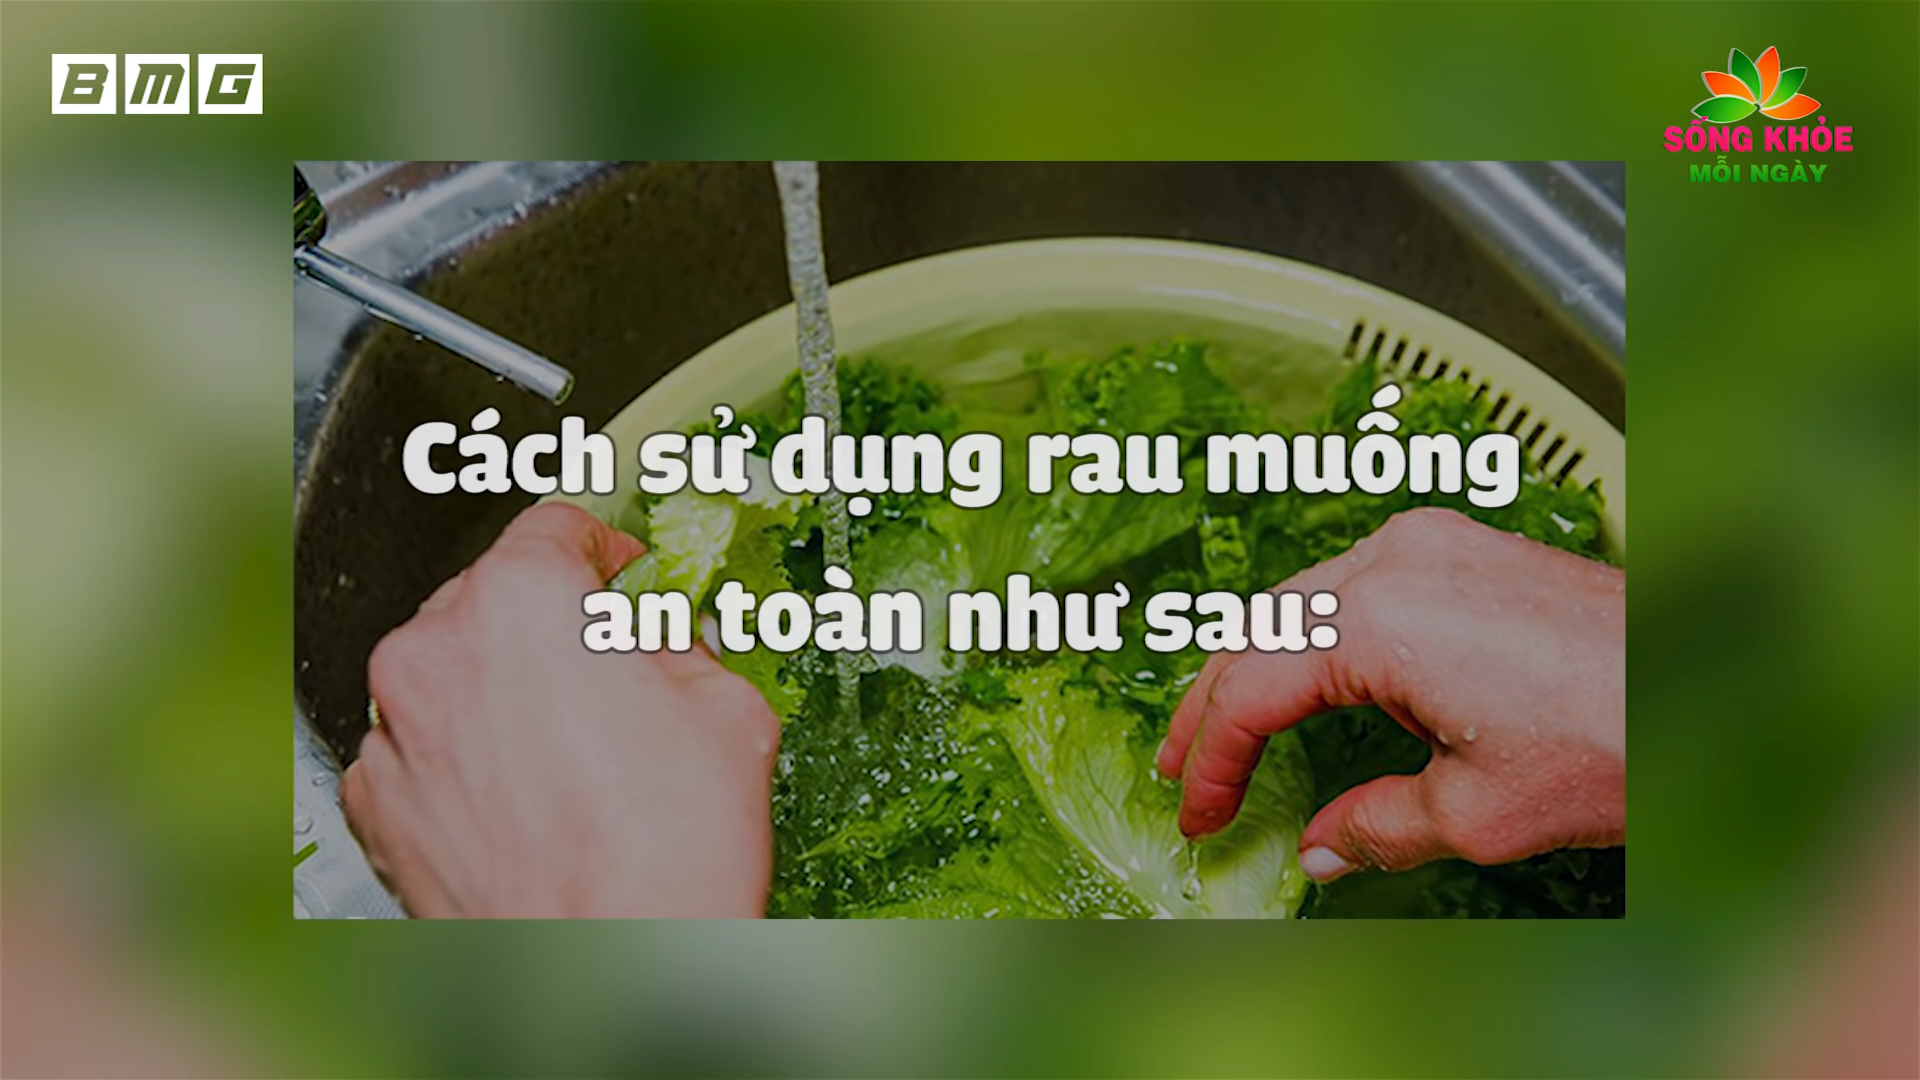 BMG
SỐNG KHỎE
MỖI NGÀY
Cách sử dụng rau muống
an toàn như sau: